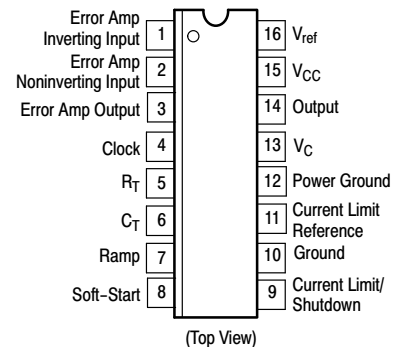 Error Amp
Inverting Input 1
Error Amp
Noninverting Input 2
Error Amp Output 3
Clock 4
RT 5
CT 6
Ramp 7
Soft-Start 8
16 Vref
15 VCC
14 Output
13 VC
12 Power Ground
11 Current Limit
Reference
10 Ground
9 Current Limit/
Shutdown
(Top View)